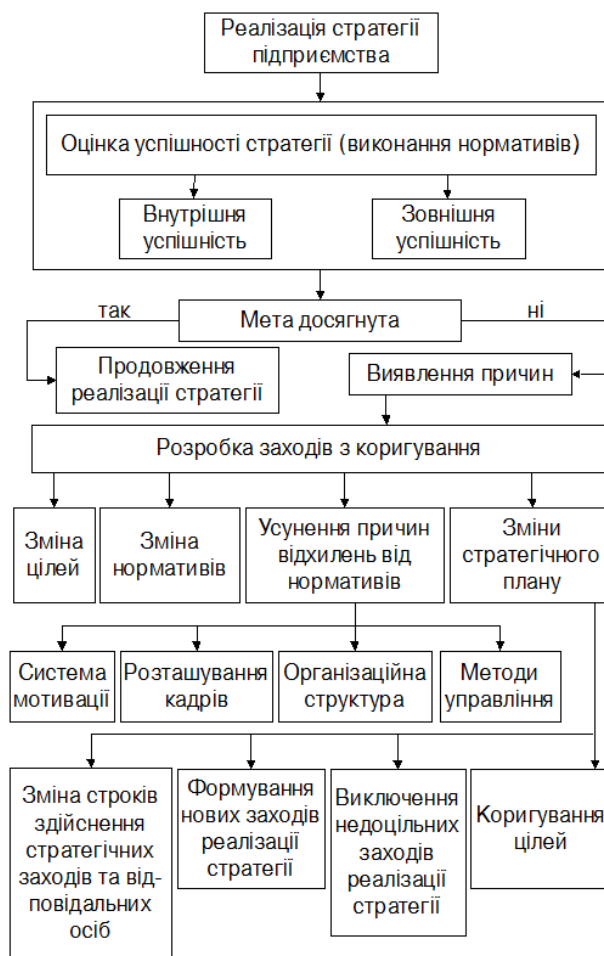 Реалізація стратегії
підприємства
Оцінка успішності стратегії (виконання нормативів)
Внутрішня
успішність
Зовнішня
успішність
так
Мета досягнута
ні
Продовження
реалізації стратегії
Виявлення причин
Розробка заходів з коригування
Зміна
цілей
Зміна
нормативів
Усунення причин
відхилень від
нормативів
Зміни
стратегічного
плану
Система
мотивації
Розташування
кадрів
Організаційна
структура
Методи
управління
Зміна строків
здійснення
стратегічних
заходів та від-
повідальних
осіб
Формування
нових заходів
реалізації
стратегії
Виключення
недоцільних
заходів
реалізації
стратегії
Коригування
цілей